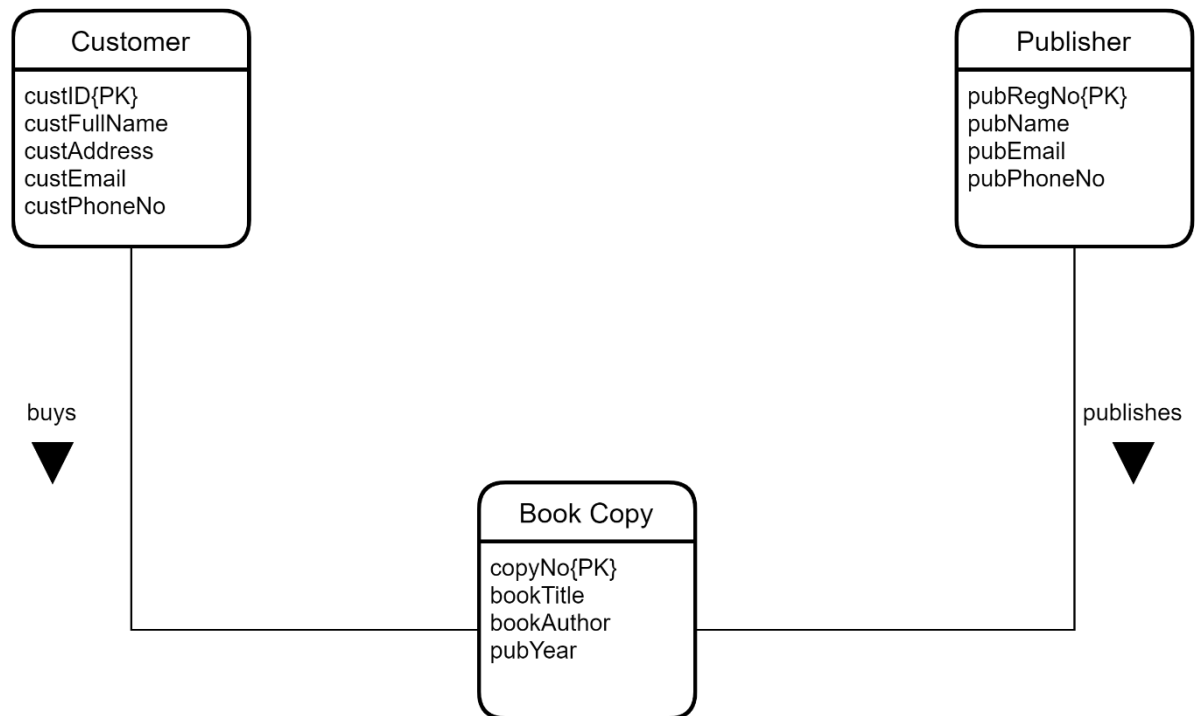 Customer
custID{PK}
custFullName
custAddress
custEmail
custPhoneNo
Publisher
pubRegNo{PK}
pubName
pubEmail
pubPhoneNo
buys
publishes
Book Copy
copyNo{PK}
bookTitle
bookAuthor
pubYear